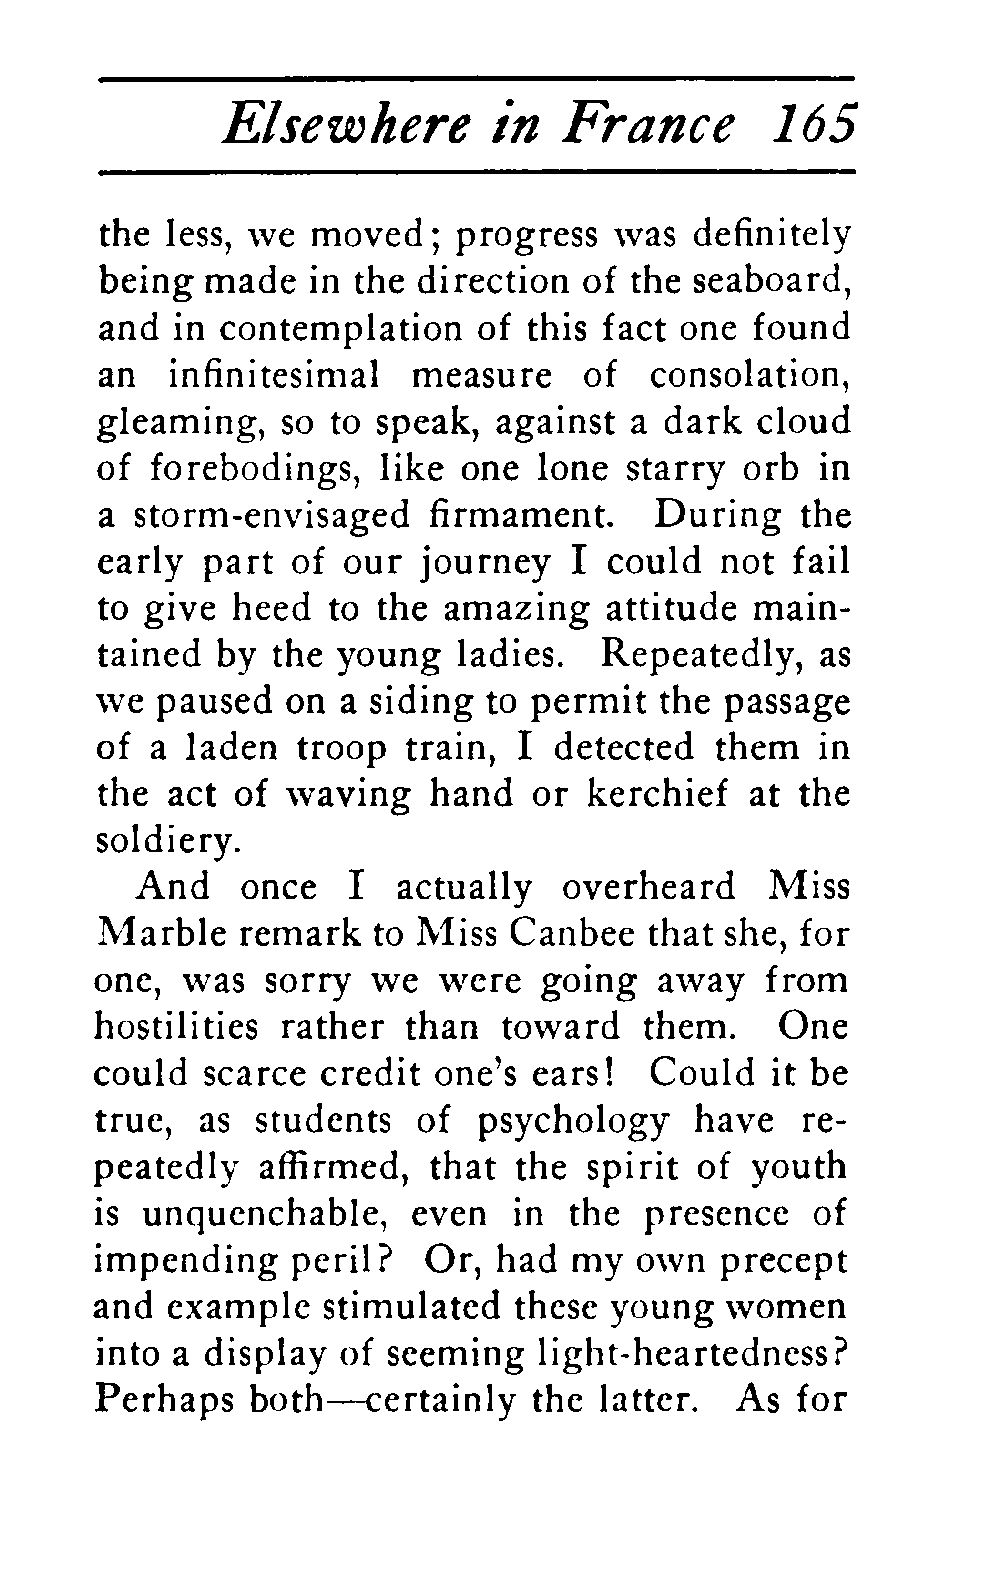 Elsewhere in France 165
the less, we moved; progress was definitely
being made in the direction of the seaboard,
and in contemplation of this fact one found
an infinitesimal measure of consolation,
gleaming, so to speak, against a dark cloud
of forebodings, like one lone starry orb in
a storm-envisaged firmament. During the
early part of our journey I could not fail
to give heed to the amazing attitude main-
tained by the young ladies. Repeatedly, as
we paused on a siding to permit the passage
of a laden troop train, I detected them in
the act of waving hand or kerchief at the
soldiery.
And once I actually overheard Miss
Marble remark to Miss Canbee that she, for
one, was sorry we were going away from
hostilities rather than toward them. One
could scarce credit one's ears! Could it be
true, as students of psychology have re-
peatedly affirmed, that the spirit of youth
is unquenchable, even in the presence of
impending peril? Or, had my own precept
and example stimulated these young women
into a display of seeming light-heartedness?
Perhaps both—certainly the latter. As for